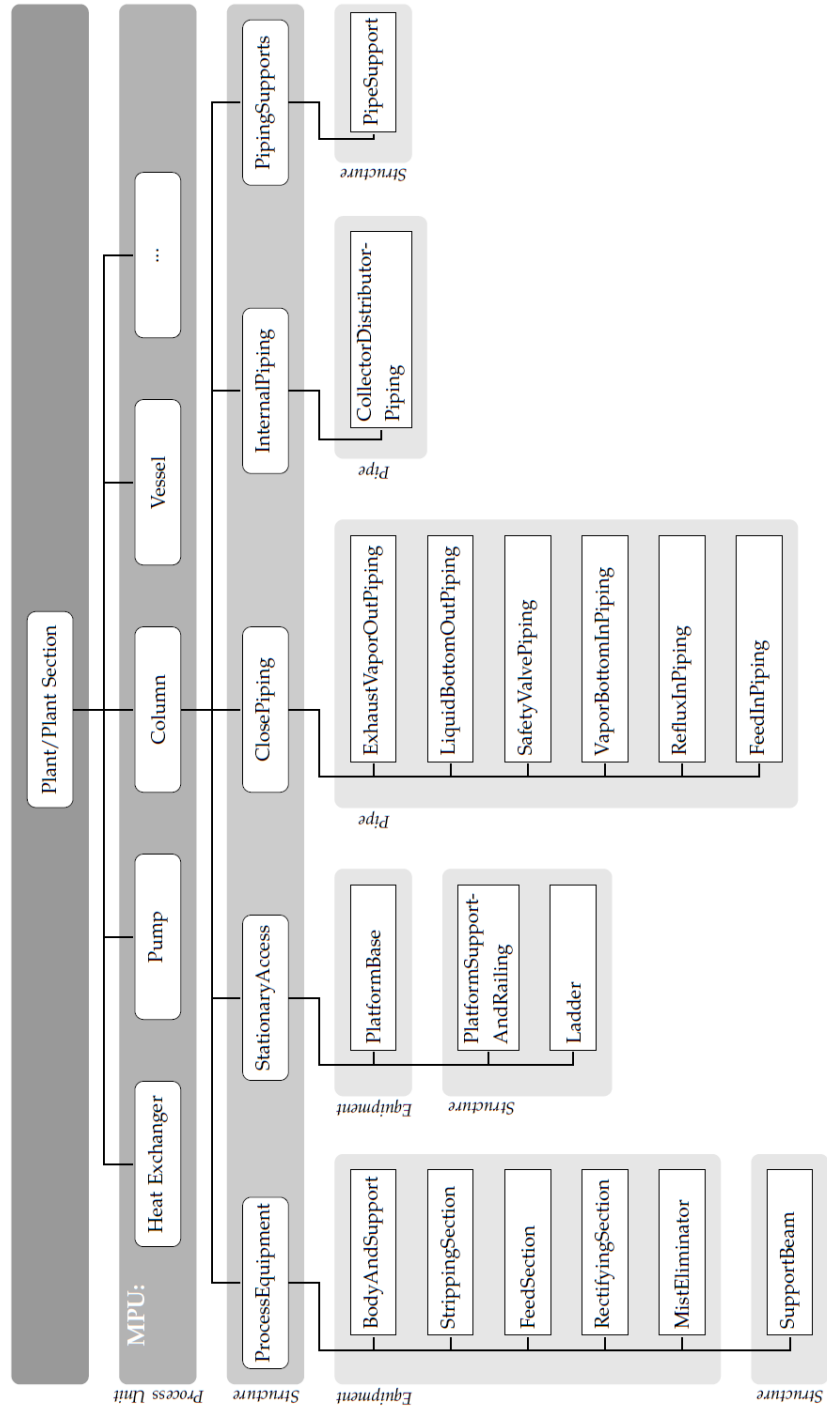 Plant/Plant Section
MPU:
Process Unit
Heat Exchanger
Pump
Column
Vessel
...
Structure
ProcessEquipment
StationaryAccess
ClosePiping
InternalPiping
PipingSupports
Equipment
BodyAndSupport
StrippingSection
FeedSection
RectifyingSection
MistEliminator
Structure
SupportBeam
Equipment
PlatformBase
Structure
PlatformSupport-
AndRailing
Ladder
Pipe
ExhaustVaporOutPiping
LiquidBottomOutPiping
SafetyValvePiping
VaporBottomInPiping
RefluxInPiping
FeedInPiping
Pipe
CollectorDistributor-
Piping
Structure
PipeSupport